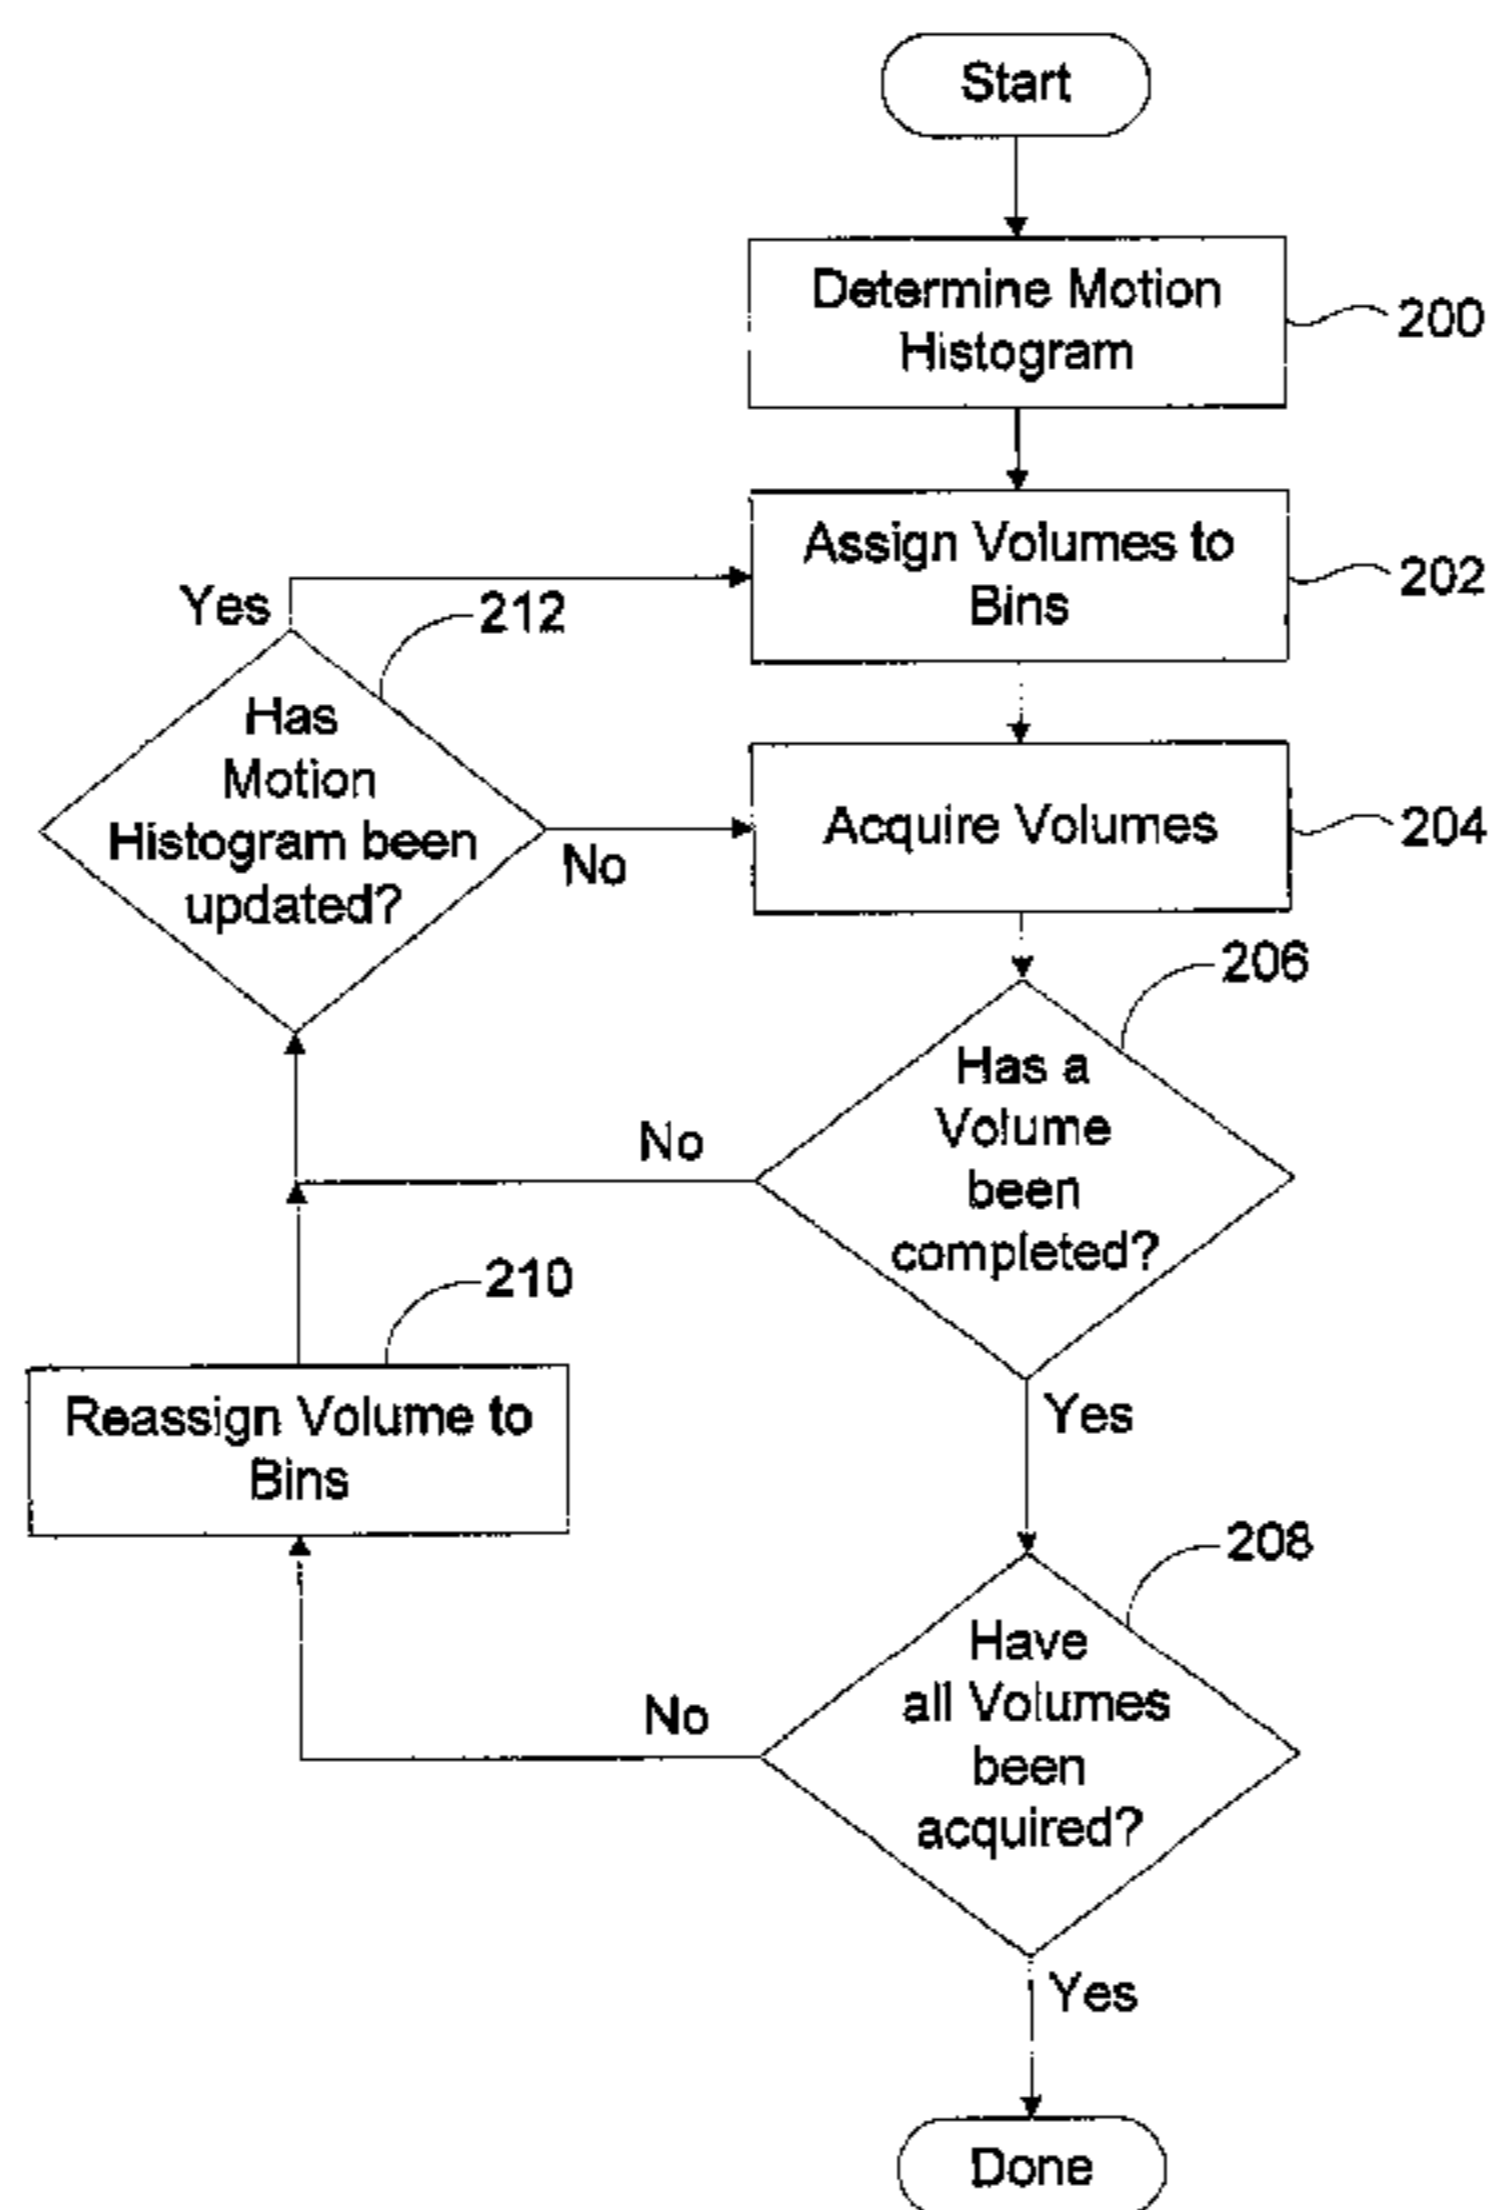 Start
Determine Motion
Histogram
200
Assign Volumes to
Bins
202
Yes
212
Has
Motion
Histogram been
updated?
No
Acquire Volumes
204
206
Has a
Volume
been
completed?
No
Yes
210
Reassign Volume to
Bins
208
Have
all Volumes
been
acquired?
No
Yes
Done